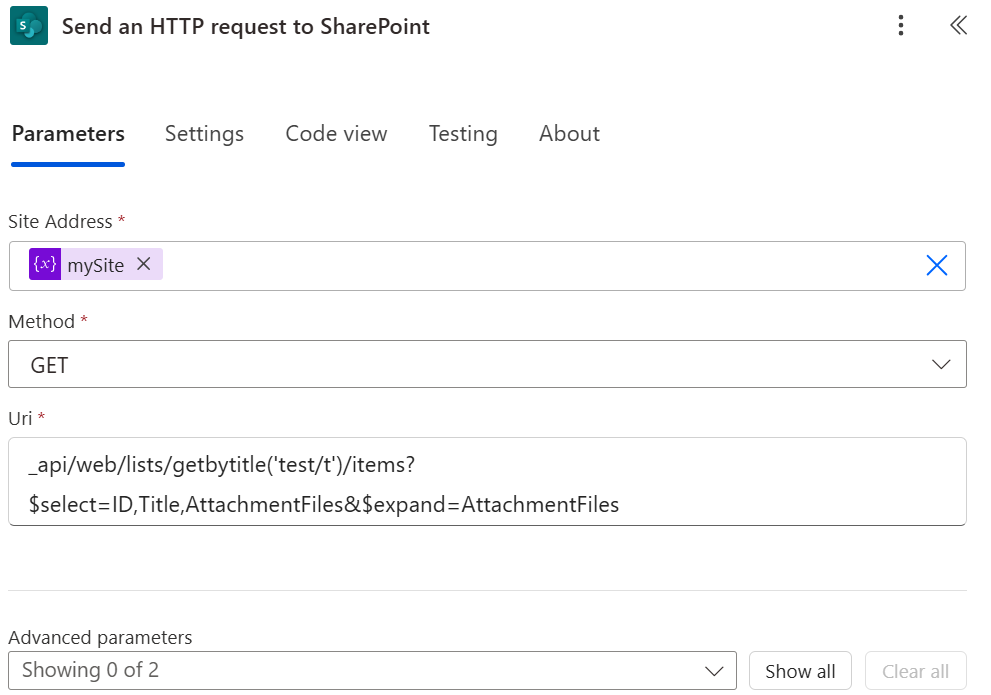 Send an HTTP request to SharePoint
Parameters Settings Code view Testing About
Site Address *
{x} mySite
Method *
GET
Uri *
_api/web/lists/getbytitle('test/t')/items?
$select=ID,Title,AttachmentFiles&$expand=AttachmentFiles
Advanced parameters
Showing 0 of 2 Show all Clear all